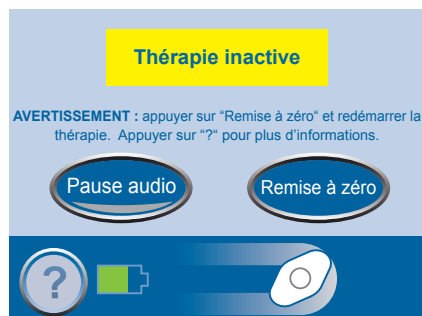 Thérapie inactive
AVERTISSEMENT : appuyer sur “Remise à zéro“ et redémarrer la
thérapie. Appuyer sur “?“ pour plus d’informations.
Pause audio
Remise à zéro
?